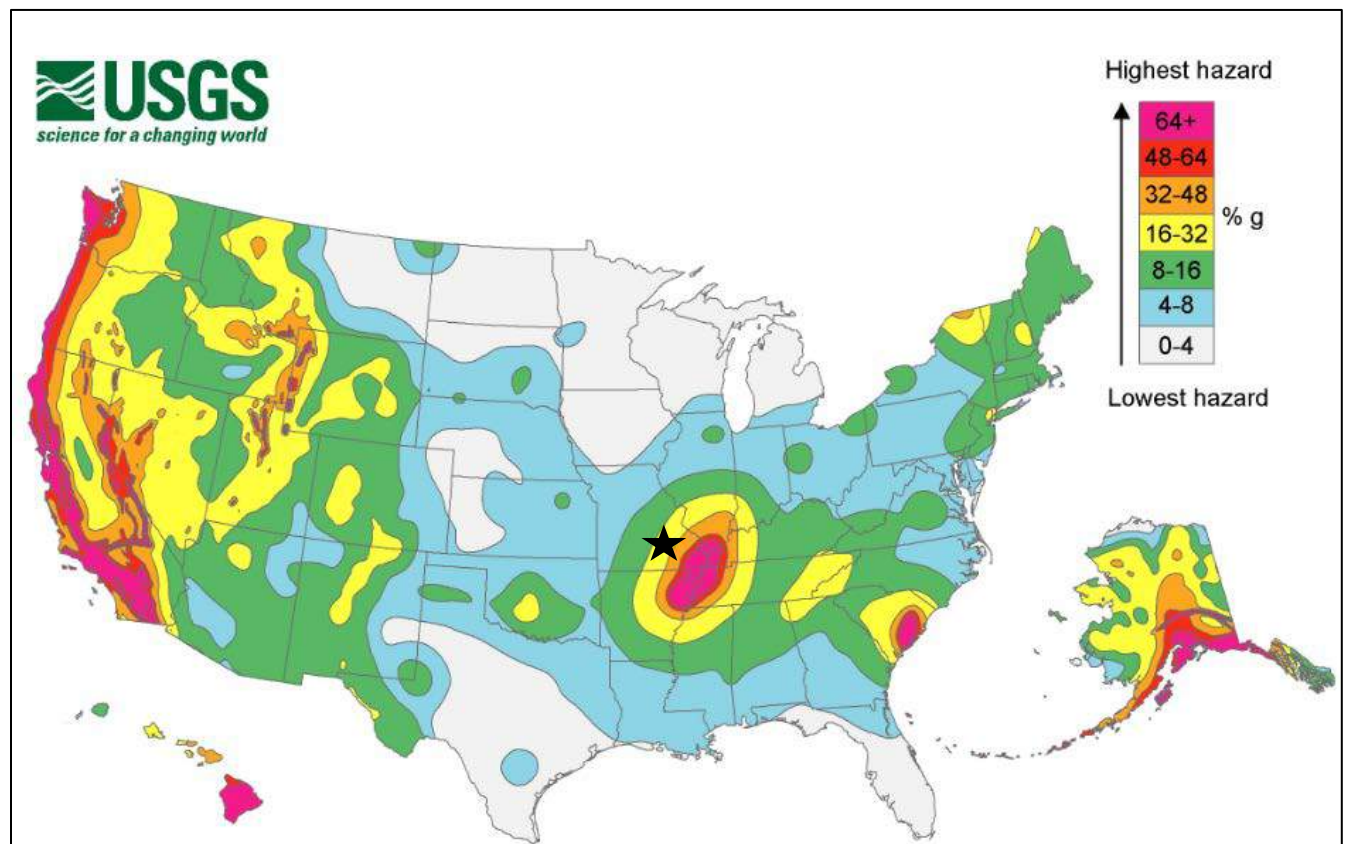 USGS
science for a changing world
Highest hazard
64+
48-64
32-48
16-32
8-16
4-8
0-4
% g
Lowest hazard